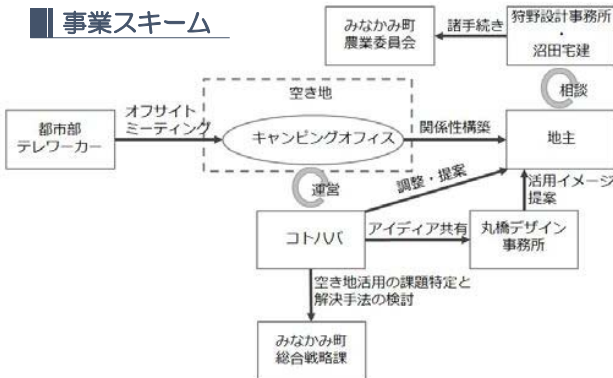 事業スキーム
みなかみ町
農業委員会
諸手続き
狩野設計事務所
・
沼田宅建
相談
空き地
都市部
テレワーカー
オフサイト
ミーティング
キャンピングオフィス
関係性構築
地主
運営
調整・提案
活用イメージ
提案
コトハバ
アイディア共有
丸橋デザイン
事務所
空き地活用の課題特定と
解決手法の検討
みなかみ町
総合戦略課